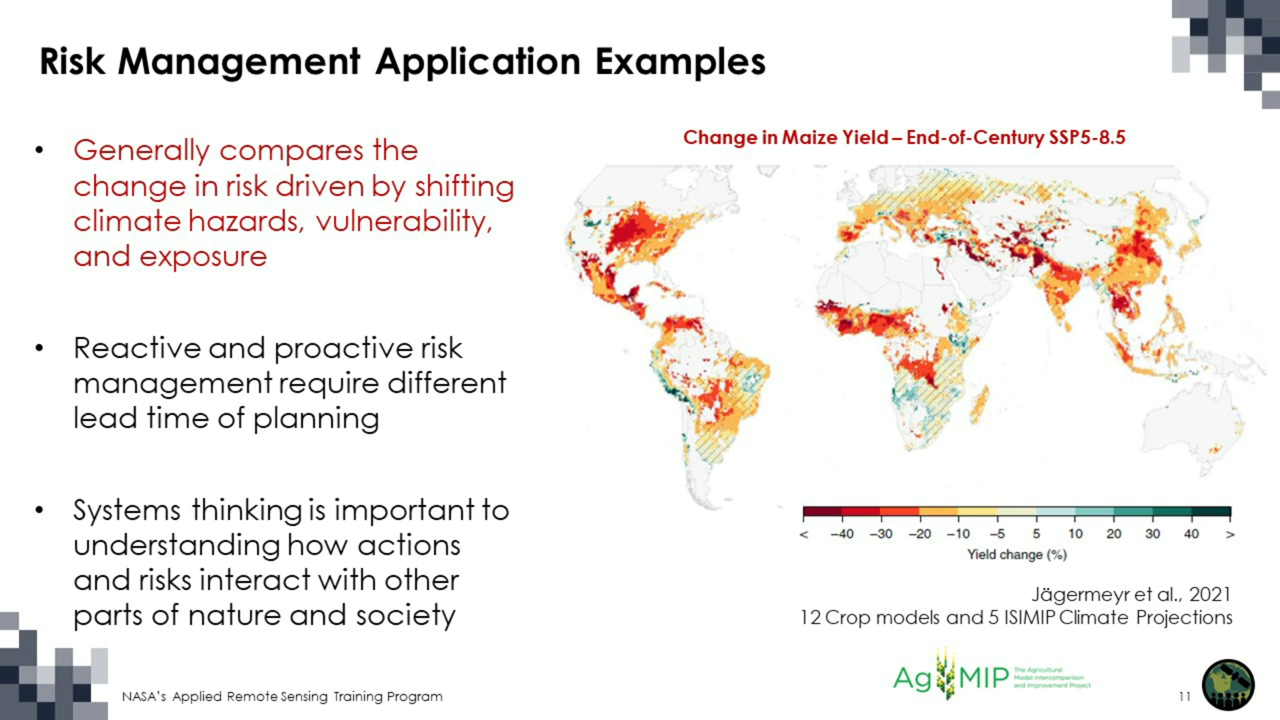 Risk Management Application Examples
• Generally compares the
change in risk driven by shifting
climate hazards, vulnerability,
and exposure
• Reactive and proactive risk
management require different
lead time of planning
• Systems thinking is important to
understanding how actions
and risks interact with other
parts of nature and society
Change in Maize Yield – End-of-Century SSP5-8.5
< −40 −30 −20 −10 −5 5 10 20 30 40 >
Yield change (%)
Jägermeyr et al., 2021
12 Crop models and 5 ISIMIP Climate Projections
AgMIP
The Agricultural
Model Intercomparison
and Improvement Project
NASA's Applied Remote Sensing Training Program
11